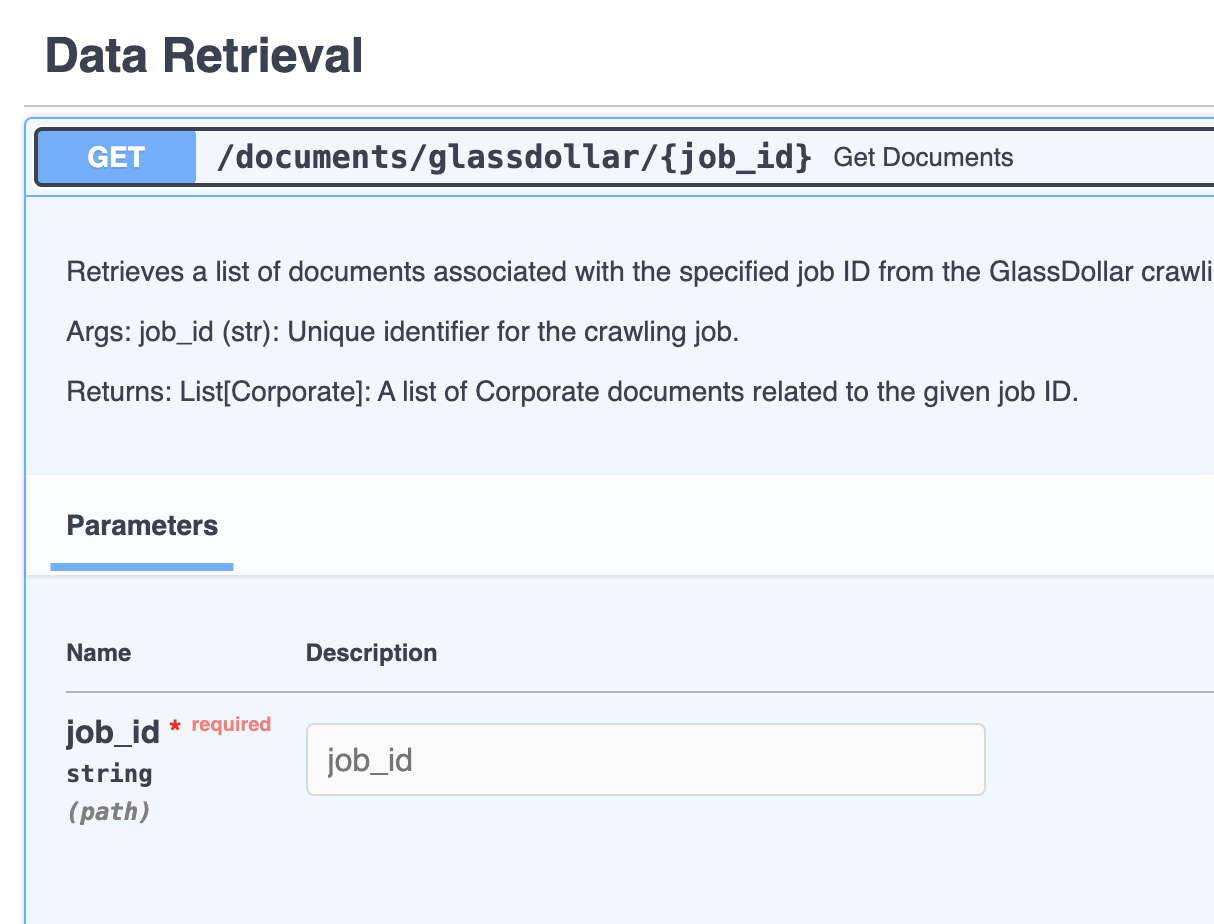 Data Retrieval
GET /documents/glassdollar/{job_id} Get Documents
Retrieves a list of documents associated with the specified job ID from the GlassDollar crawli
Args: job_id (str): Unique identifier for the crawling job.
Returns: List[Corporate]: A list of Corporate documents related to the given job ID.
Parameters
Name Description
job_id * required
job_id
string
(path)